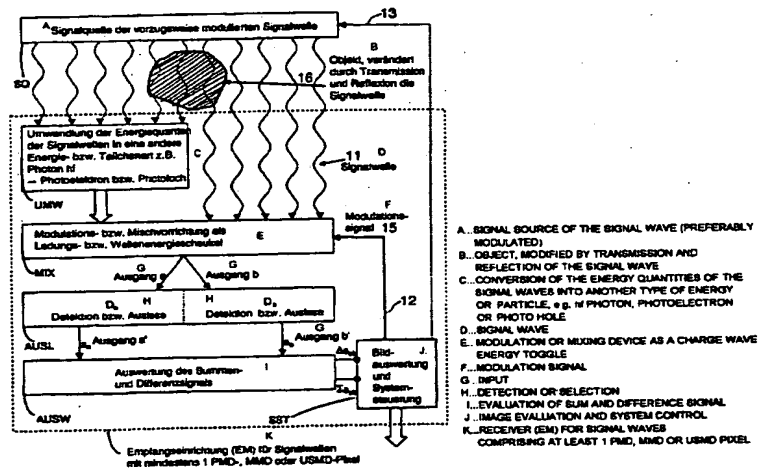 13
A Signalquelle der vorzugsweise modulierten Signalwelle
SQ
B
Objekt, verändert
durch Transmission
und Reflexion die
Signalwelle
16
Umwandlung der Energiequanten
der Signalwellen in eine andere
Energie- bzw. Teilchenart z.B.
Photon hf
– Photoelektron bzw. Photoloch
C
UMW
11
D
Signalwelle
F
Modulations-
signal 15
Modulations- bzw. Mischvorrichtung als
Ladungs- bzw. Wellenenergieschaukel
E
MIX
G
Ausgang a
G
Ausgang b
12
H
Detektion bzw. Auslese
H
Detektion bzw. Auslese
AUSL
Ausgang a'
G
Ausgang b'
Auswertung des Summen-
und Differenzsignals
I
AUSW
Bild-
auswertung
und
System-
steuerung
J
SST
K
Empfangseinrichtung (EM) für Signalwellen
mit mindestens 1 PMD-, MMD oder USMD-Pixel
A...SIGNAL SOURCE OF THE SIGNAL WAVE (PREFERABLY
MODULATED)
B...OBJECT, MODIFIED BY TRANSMISSION AND
REFLECTION OF THE SIGNAL WAVE
C...CONVERSION OF THE ENERGY QUANTITIES OF THE
SIGNAL WAVES INTO ANOTHER TYPE OF ENERGY
OR PARTICLE, e.g. hf PHOTON, PHOTOELECTRON
OR PHOTO HOLE
D...SIGNAL WAVE
E...MODULATION OR MIXING DEVICE AS A CHARGE WAVE
ENERGY TOGGLE
F...MODULATION SIGNAL
G...INPUT
H...DETECTION OR SELECTION
I...EVALUATION OF SUM AND DIFFERENCE SIGNAL
J...IMAGE EVALUATION AND SYSTEM CONTROL
K...RECEIVER (EM) FOR SIGNAL WAVES
COMPRISING AT LEAST 1 PMD, MMD OR USMD PIXEL